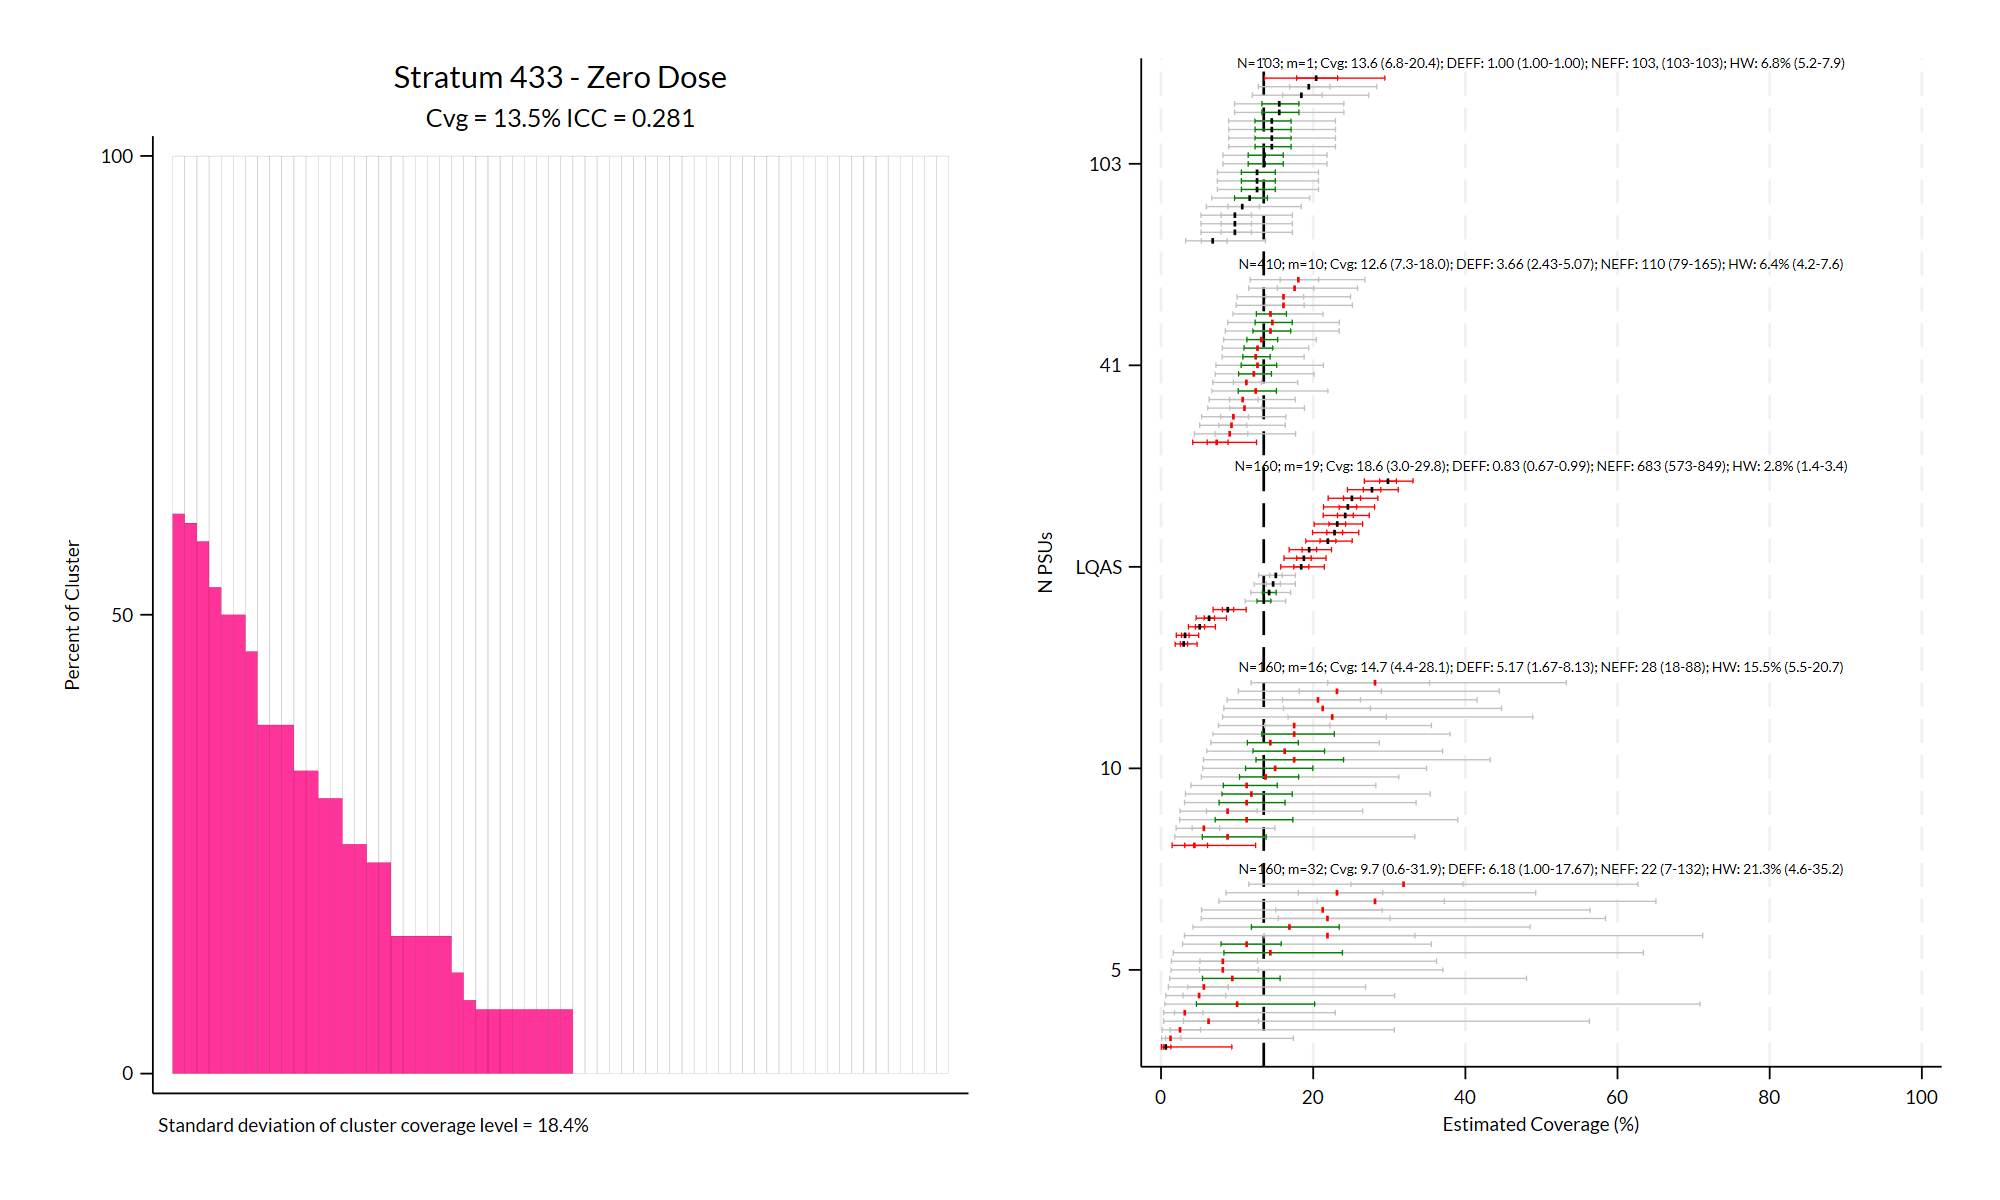 Stratum 433 - Zero Dose
Cvg = 13.5% ICC = 0.281
100
50
0
Percent of Cluster
Standard deviation of cluster coverage level = 18.4%
N=103; m=1; Cvg: 13.6 (6.8-20.4); DEFF: 1.00 (1.00-1.00); NEFF: 103, (103-103); HW: 6.8% (5.2-7.9)
103
N=410; m=10; Cvg: 12.6 (7.3-18.0); DEFF: 3.66 (2.43-5.07); NEFF: 110 (79-165); HW: 6.4% (4.2-7.6)
41
N=160; m=19; Cvg: 18.6 (3.0-29.8); DEFF: 0.83 (0.67-0.99); NEFF: 683 (573-849); HW: 2.8% (1.4-3.4)
LQAS
N PSUs
N=160; m=16; Cvg: 14.7 (4.4-28.1); DEFF: 5.17 (1.67-8.13); NEFF: 28 (18-88); HW: 15.5% (5.5-20.7)
10
N=160; m=32; Cvg: 9.7 (0.6-31.9); DEFF: 6.18 (1.00-17.67); NEFF: 22 (7-132); HW: 21.3% (4.6-35.2)
5
0 20 40 60 80 100
Estimated Coverage (%)